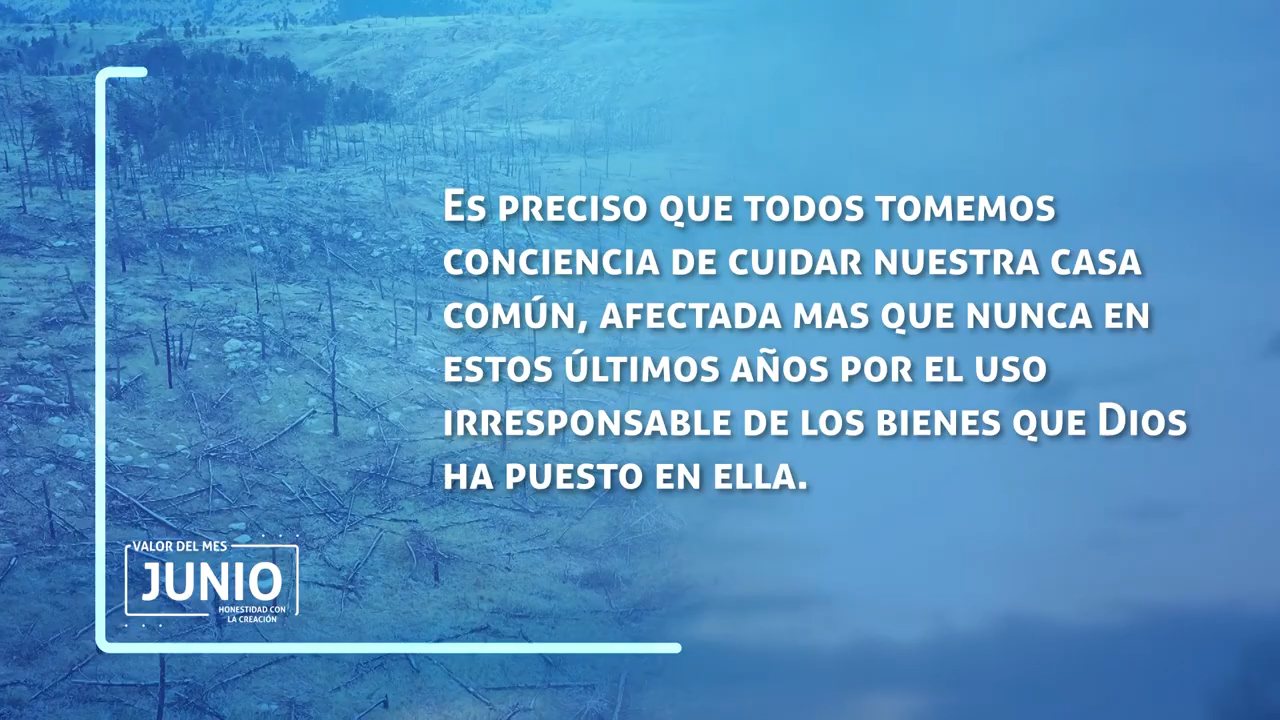 Es preciso que todos tomemos
conciencia de cuidar nuestra casa
común, afectada mas que nunca en
estos últimos años por el uso
irresponsable de los bienes que Dios
ha puesto en ella.
VALOR DEL MES
JUNIO
HONESTIDAD CON
LA CREACIÓN